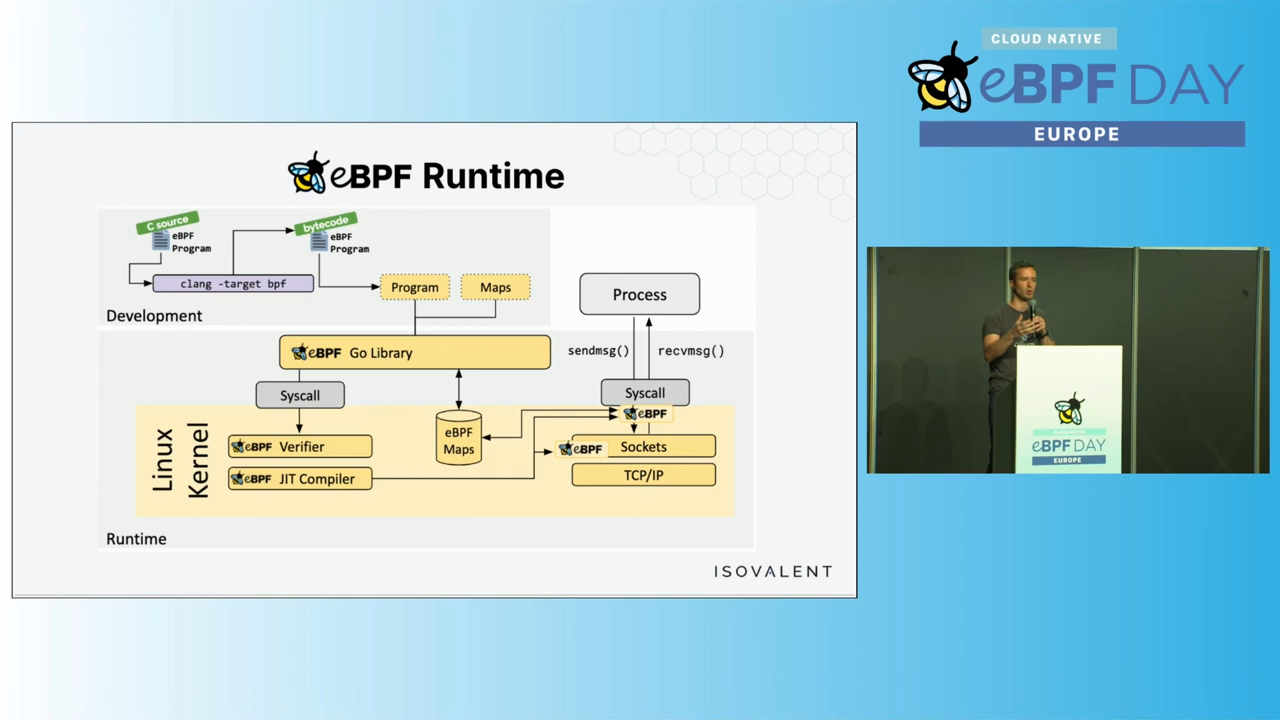 CLOUD NATIVE
eBPF DAY
EUROPE
eBPF Runtime
C source
eBPF
Program
bytecode
eBPF
Program
clang -target bpf
Program
Maps
Development
Process
sendmsg()
recvmsg()
eBPF Go Library
Syscall
Syscall
eBPF
Linux
Kernel
eBPF Verifier
eBPF
Maps
eBPF
Sockets
eBPF JIT Compiler
TCP/IP
Runtime
ISOVALENT
eBPF DAY
EUROPE